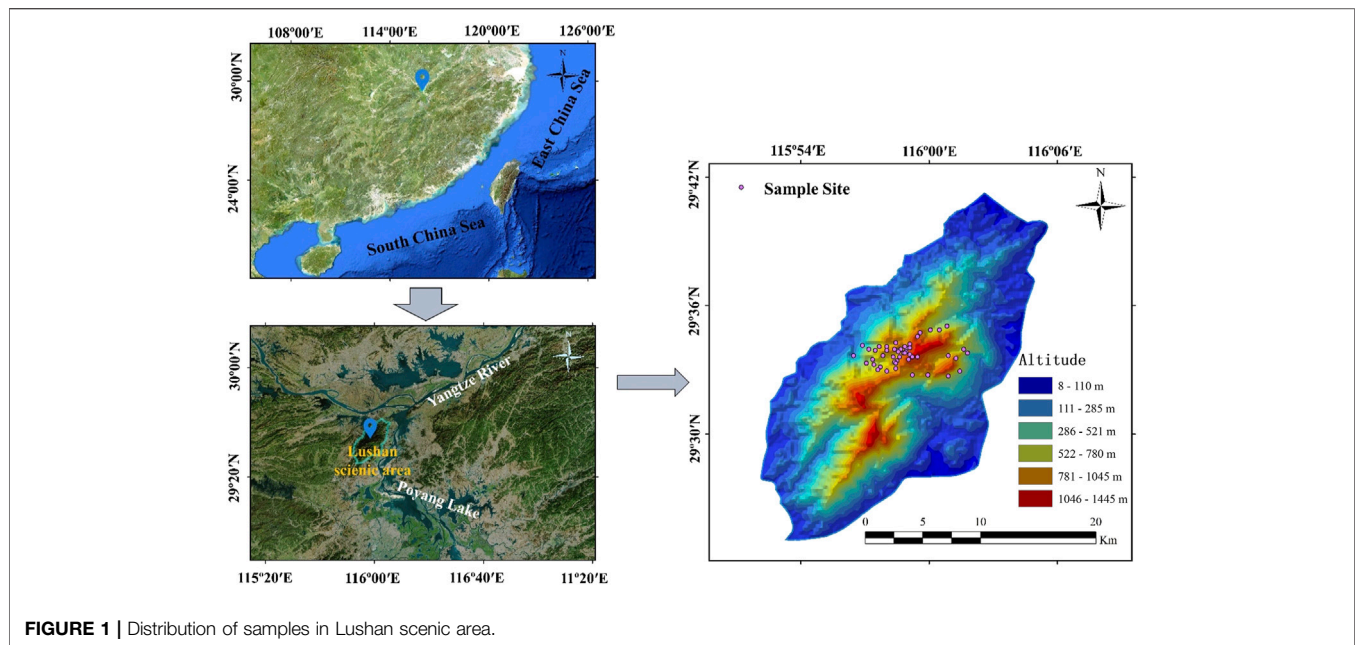 108°00′E 114°00′E 120°00′E 126°00′E
30°00′N
24°00′N
N
East China Sea
South China Sea
30°00′N
29°20′N
N
Yangtze River
Lushan
scienic area
Poyang Lake
115°20′E 116°00′E 116°40′E 11°20′E
115°54′E 116°00′E 116°06′E
29°42′N
29°36′N
29°30′N
Sample Site
N
Altitude
8 - 110 m
111 - 285 m
286 - 521 m
522 - 780 m
781 - 1045 m
1046 - 1445 m
0 5 10 20
Km
FIGURE 1 | Distribution of samples in Lushan scenic area.